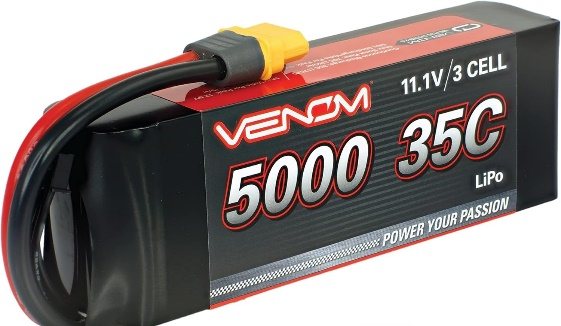 11.1V/3 CELL
VENOM
5000 35C
LiPo
POWER YOUR PASSION